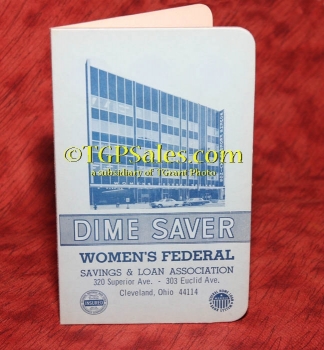 ©TGPSales.com
a subsidiary of TGrant Photo
DIME SAVER
WOMEN'S FEDERAL
SAVINGS & LOAN ASSOCIATION
320 Superior Ave. - 303 Euclid Ave.
Cleveland, Ohio 44114
INSURED